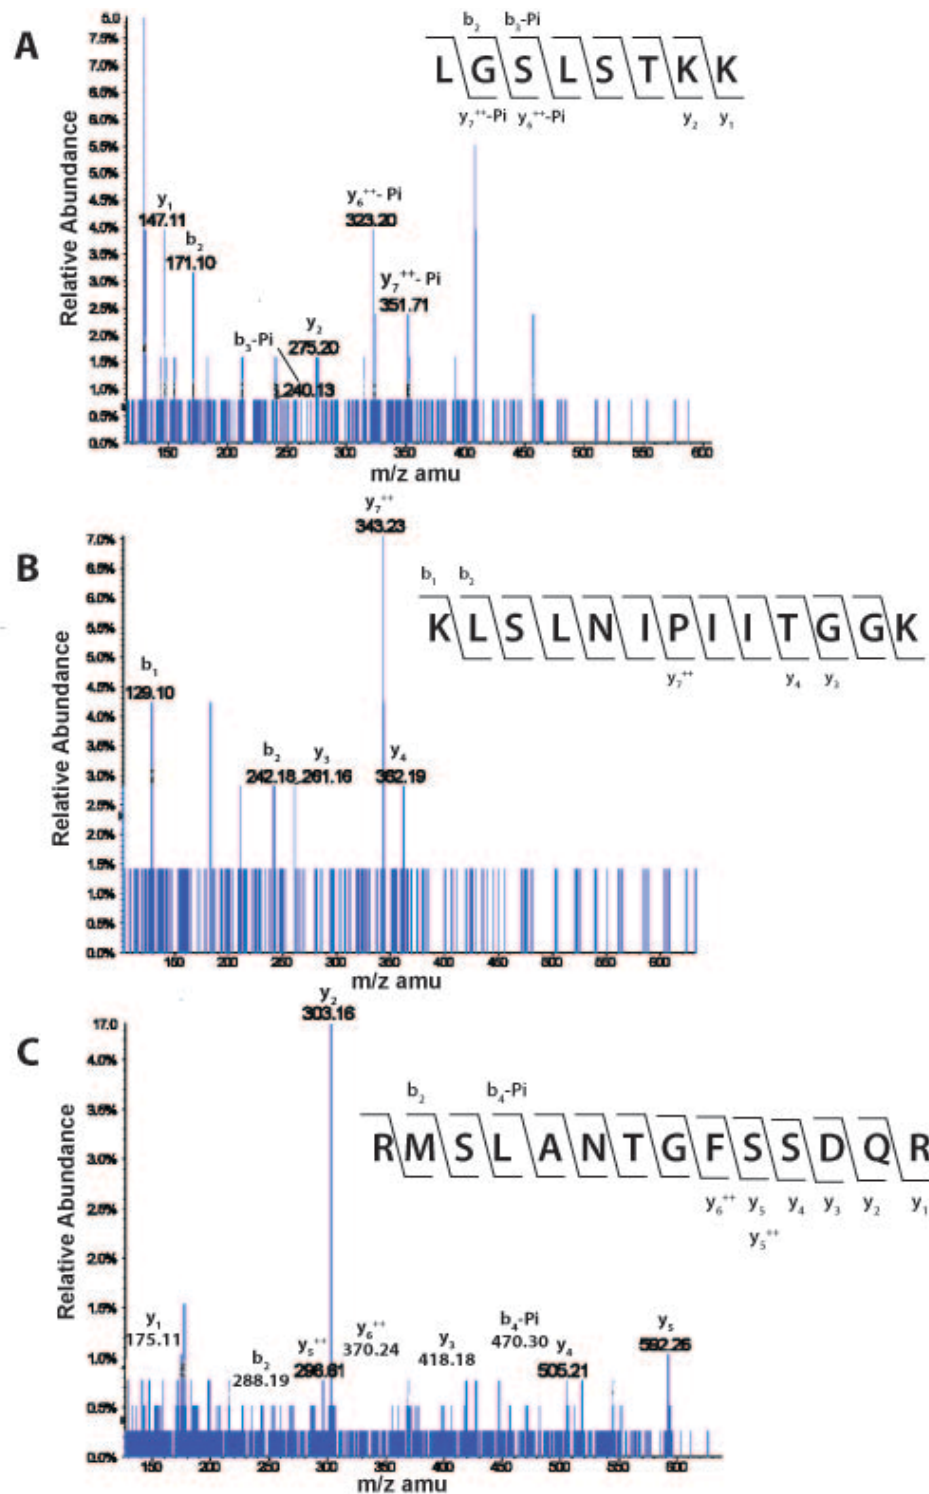 A
b₂ b₃-Pi
L G S L S T K K
y₇⁺⁺-Pi y₆⁺⁺-Pi y₂ y₁
Relative Abundance
5.0
7.5%
7.0%
6.5%
6.0%
5.5%
5.0%
4.5%
4.0%
3.5%
3.0%
2.5%
2.0%
1.5%
1.0%
0.5%
0.0%
y₁
147.11
b₂
171.10
b₃-Pi
240.13
y₂
275.20
y₆⁺⁺- Pi
323.20
y₇⁺⁺- Pi
351.71
150 200 250 300 350 400 450 500 550 600
m/z amu
B
b₁ b₂
K L S L N I P I I T G G K
y₇⁺⁺ y₄ y₃
Relative Abundance
7.0%
6.5%
6.0%
5.5%
5.0%
4.5%
4.0%
3.5%
3.0%
2.5%
2.0%
1.5%
1.0%
0.5%
0.0%
b₁
129.10
b₂
242.18
y₃
261.16
y₇⁺⁺
343.23
y₄
362.19
150 200 250 300 350 400 450 500 550 600
m/z amu
C
b₂ b₄-Pi
R M S L A N T G F S S D Q R
y₆⁺⁺ y₅ y₄ y₃ y₂ y₁
y₅⁺⁺
Relative Abundance
17.0
4.0%
3.5%
3.0%
2.5%
2.0%
1.5%
1.0%
0.5%
0.0%
y₁
175.11
b₂
288.19
y₅⁺⁺
296.61
y₂
303.16
y₆⁺⁺
370.24
y₃
418.18
b₄-Pi
470.30
y₄
505.21
y₅
592.26
150 200 250 300 350 400 450 500 550 600
m/z amu